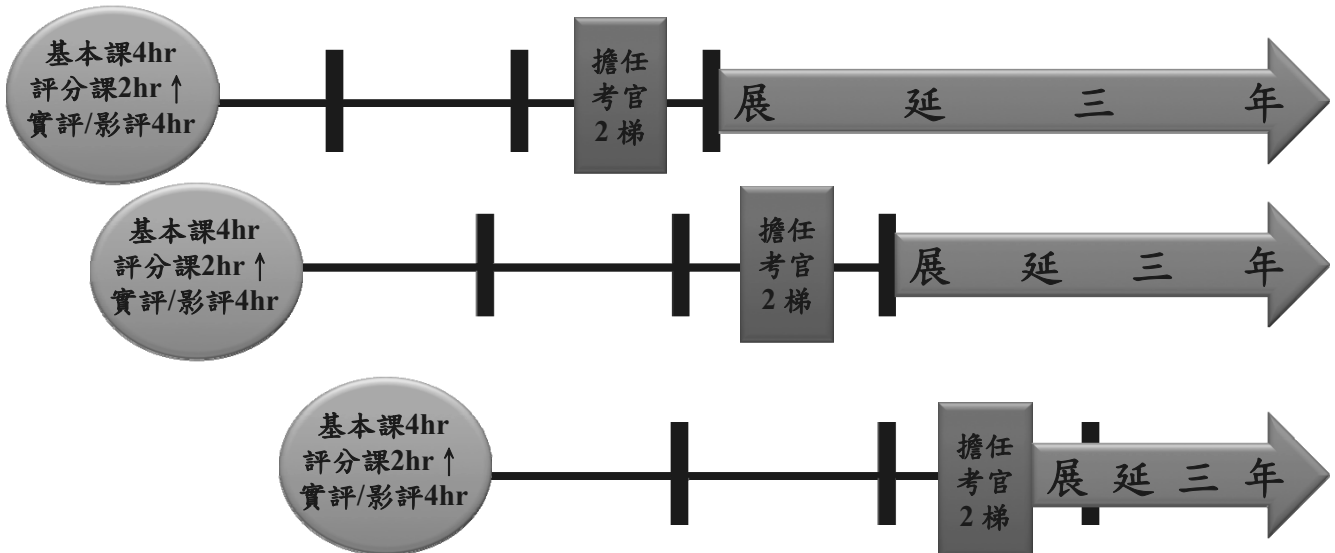 基本課4hr
評分課2hr↑
實評/影評4hr
擔任
考官
2梯
展延三年
基本課4hr
評分課2hr↑
實評/影評4hr
擔任
考官
2梯
展延三年
基本課4hr
評分課2hr↑
實評/影評4hr
擔任
考官
2梯
展延三年